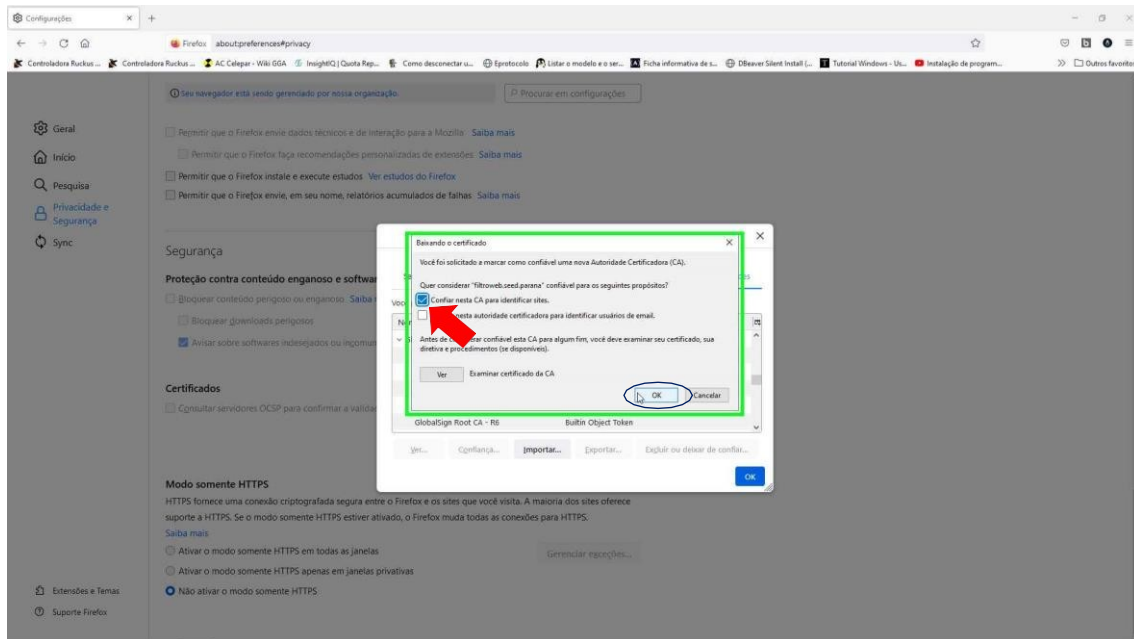 Configurações
Firefox about:preferences#privacy
Controladora Ruckus ... Controladora Ruckus ... AC Celepar - Wiki GGA InsightIQ | Quota Rep... Como desconectar u... Eprotocolo Listar o modelo e o ser... Ficha informativa de s... DBeaver Silent Install (... Tutorial Windows - Us... Instalação de program... Outros favoritos
Seu navegador está sendo gerenciado por nossa organização.
Procurar em configurações
Geral
Início
Pesquisa
Privacidade e
Segurança
Sync
Permitir que o Firefox envie dados técnicos e de interação para a Mozilla Saiba mais
Permitir que o Firefox faça recomendações personalizadas de extensões Saiba mais
Permitir que o Firefox instale e execute estudos Ver estudos do Firefox
Permitir que o Firefox envie, em seu nome, relatórios acumulados de falhas Saiba mais
Segurança
Proteção contra conteúdo enganoso e softwar
Bloquear conteúdo perigoso ou enganoso Saiba
Bloquear downloads perigosos
Avisar sobre softwares indesejados ou incomun
Certificados
Consultar servidores OCSP para confirmar a valida
Baixando o certificado
Você foi solicitado a marcar como confiável uma nova Autoridade Certificadora (CA).
Quer considerar "filtroweb.seed.parana" confiável para os seguintes propósitos?
Confiar nesta CA para identificar sites.
nesta autoridade certificadora para identificar usuários de email.
Antes de considerar confiável esta CA para algum fim, você deve examinar seu certificado, sua
diretiva e procedimentos (se disponíveis).
Ver Examinar certificado da CA
OK Cancelar
GlobalSign Root CA - R6 Builtin Object Token
Ver... Confiança... Importar... Exportar... Excluir ou deixar de confiar...
OK
Modo somente HTTPS
HTTPS fornece uma conexão criptografada segura entre o Firefox e os sites que você visita. A maioria dos sites oferece
suporte a HTTPS. Se o modo somente HTTPS estiver ativado, o Firefox muda todas as conexões para HTTPS.
Saiba mais
Ativar o modo somente HTTPS em todas as janelas
Gerenciar exceções...
Ativar o modo somente HTTPS apenas em janelas privativas
Não ativar o modo somente HTTPS
Extensões e Temas
Suporte Firefox